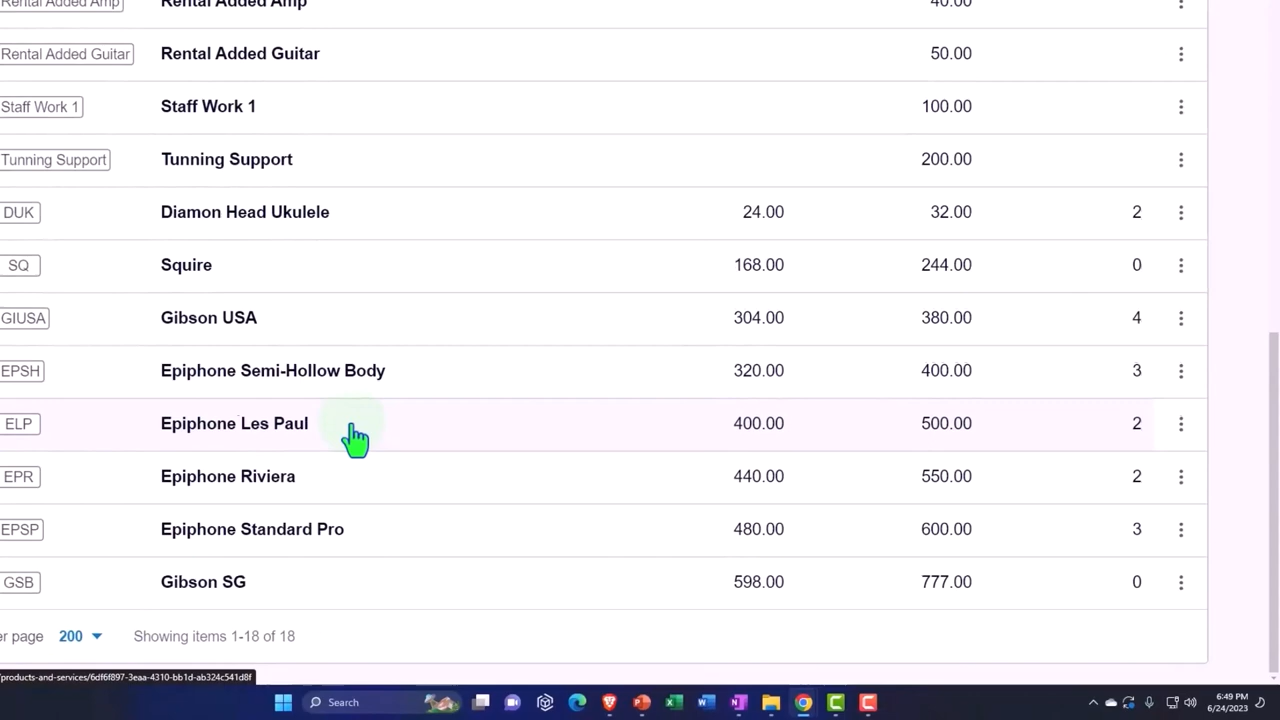 Rental Added Amp Rental Added Amp 40.00
Rental Added Guitar Rental Added Guitar 50.00
Staff Work 1 Staff Work 1 100.00
Tunning Support Tunning Support 200.00
DUK Diamon Head Ukulele 24.00 32.00 2
SQ Squire 168.00 244.00 0
GIUSA Gibson USA 304.00 380.00 4
EPSH Epiphone Semi-Hollow Body 320.00 400.00 3
ELP Epiphone Les Paul 400.00 500.00 2
EPR Epiphone Riviera 440.00 550.00 2
EPSP Epiphone Standard Pro 480.00 600.00 3
GSB Gibson SG 598.00 777.00 0
er page 200 Showing items 1-18 of 18
/products-and-services/6df6f897-3eaa-4310-bb1d-ab324c541d8f
Search
6:49 PM
6/24/2023